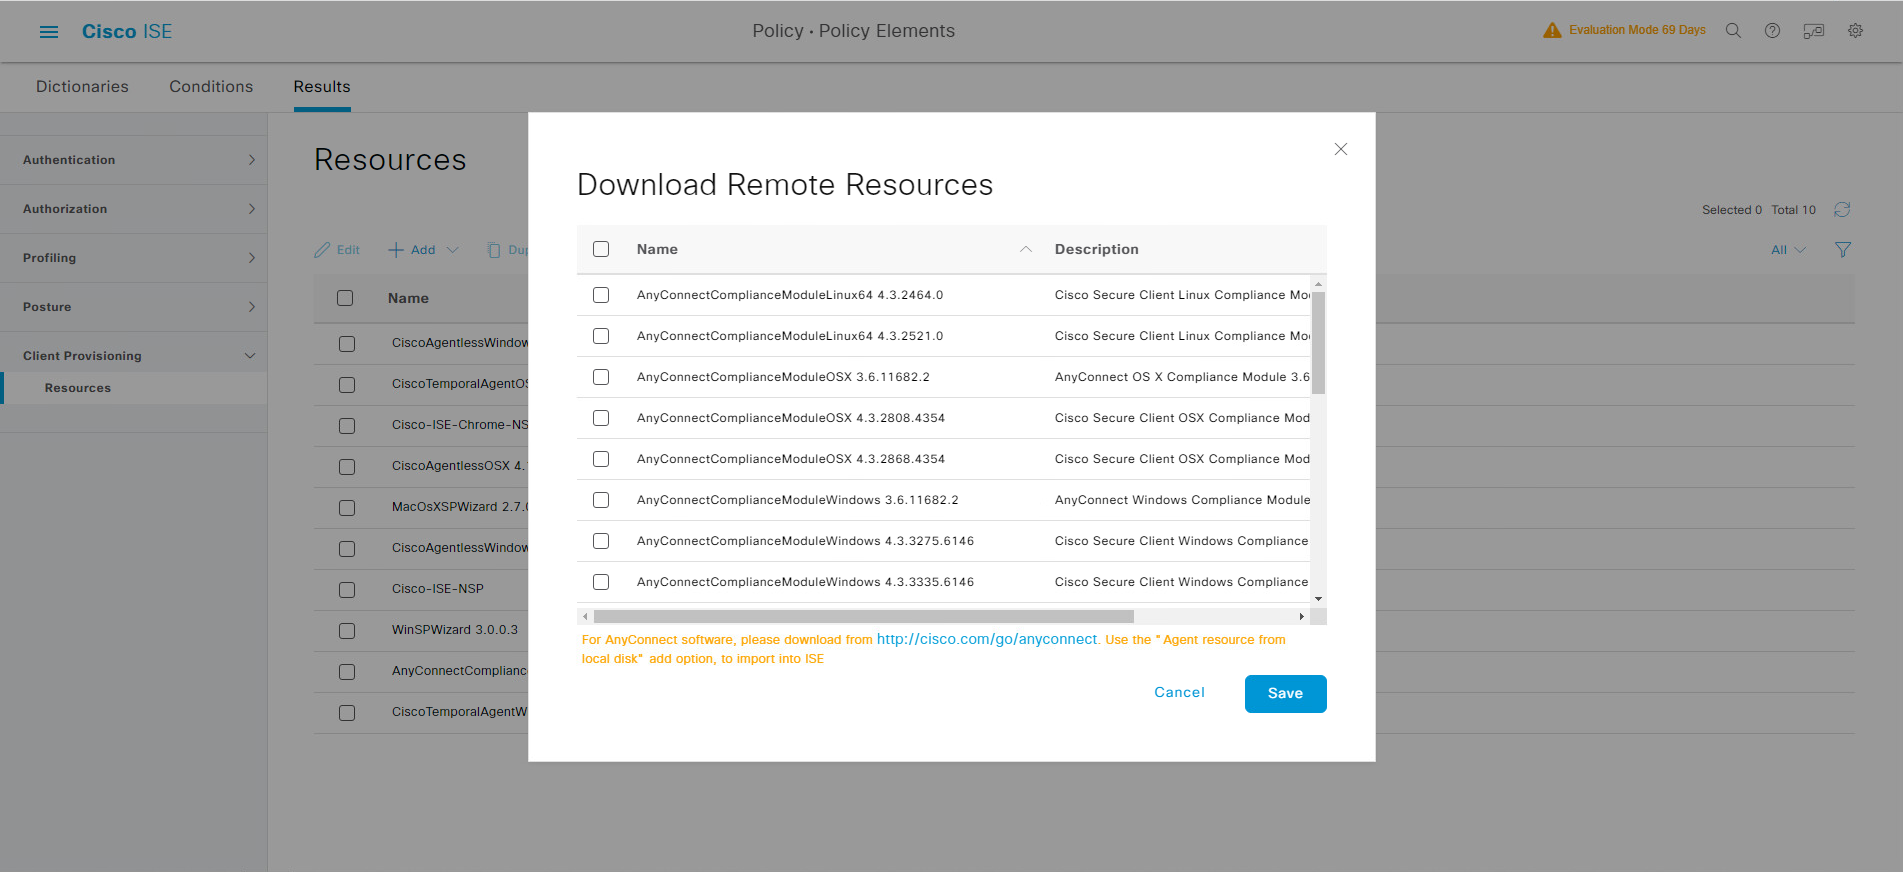 Cisco ISE
Policy · Policy Elements
Evaluation Mode 69 Days
Dictionaries
Conditions
Results
Authentication
Authorization
Profiling
Posture
Client Provisioning
Resources
Resources
Selected 0 Total 10
Edit
Add
Dup
All
Name
CiscoAgentlessWindow
CiscoTemporalAgentOS
Cisco-ISE-Chrome-NS
CiscoAgentlessOSX 4.
MacOsXSPWizard 2.7.0
CiscoAgentlessWindow
Cisco-ISE-NSP
WinSPWizard 3.0.0.3
AnyConnectComplianc
CiscoTemporalAgentW
Download Remote Resources
Name Description
AnyConnectComplianceModuleLinux64 4.3.2464.0 Cisco Secure Client Linux Compliance Mo
AnyConnectComplianceModuleLinux64 4.3.2521.0 Cisco Secure Client Linux Compliance Mo
AnyConnectComplianceModuleOSX 3.6.11682.2 AnyConnect OS X Compliance Module 3.6
AnyConnectComplianceModuleOSX 4.3.2808.4354 Cisco Secure Client OSX Compliance Mod
AnyConnectComplianceModuleOSX 4.3.2868.4354 Cisco Secure Client OSX Compliance Mod
AnyConnectComplianceModuleWindows 3.6.11682.2 AnyConnect Windows Compliance Module
AnyConnectComplianceModuleWindows 4.3.3275.6146 Cisco Secure Client Windows Compliance
AnyConnectComplianceModuleWindows 4.3.3335.6146 Cisco Secure Client Windows Compliance
For AnyConnect software, please download from http://cisco.com/go/anyconnect. Use the "Agent resource from
local disk" add option, to import into ISE
Cancel
Save